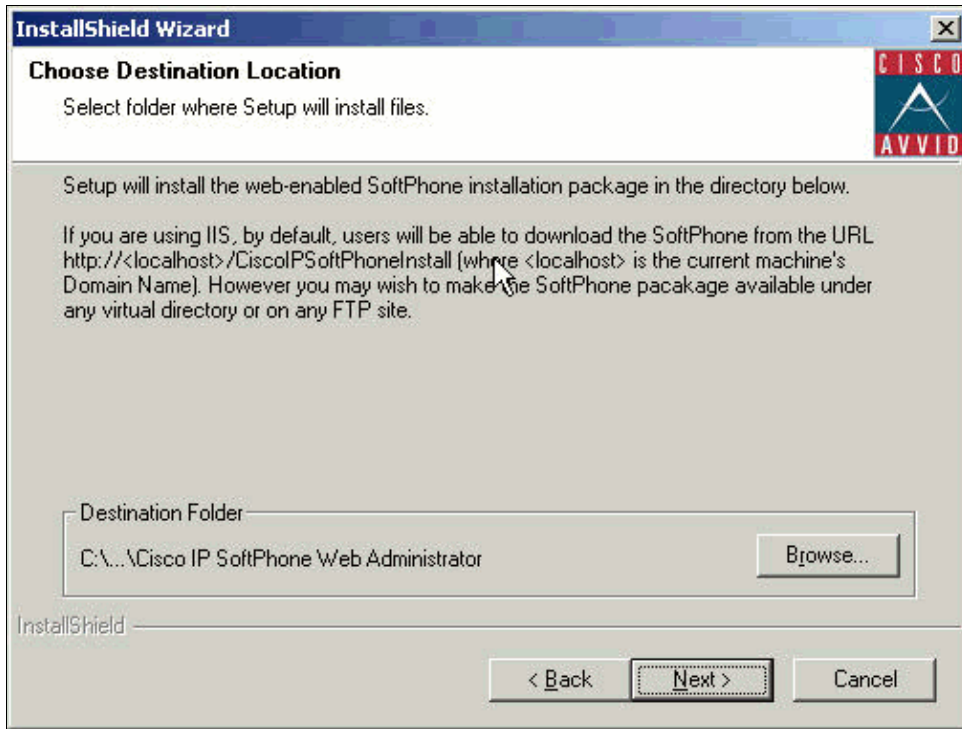 InstallShield Wizard
Choose Destination Location
Select folder where Setup will install files.
CISCO
AVVID
Setup will install the web-enabled SoftPhone installation package in the directory below.
If you are using IIS, by default, users will be able to download the SoftPhone from the URL
http://<localhost>/CiscoIPSoftPhoneInstall (where <localhost> is the current machine's
Domain Name). However you may wish to make the SoftPhone pacakage available under
any virtual directory or on any FTP site.
Destination Folder
C:\...\Cisco IP SoftPhone Web Administrator
Browse...
InstallShield
< Back
Next >
Cancel